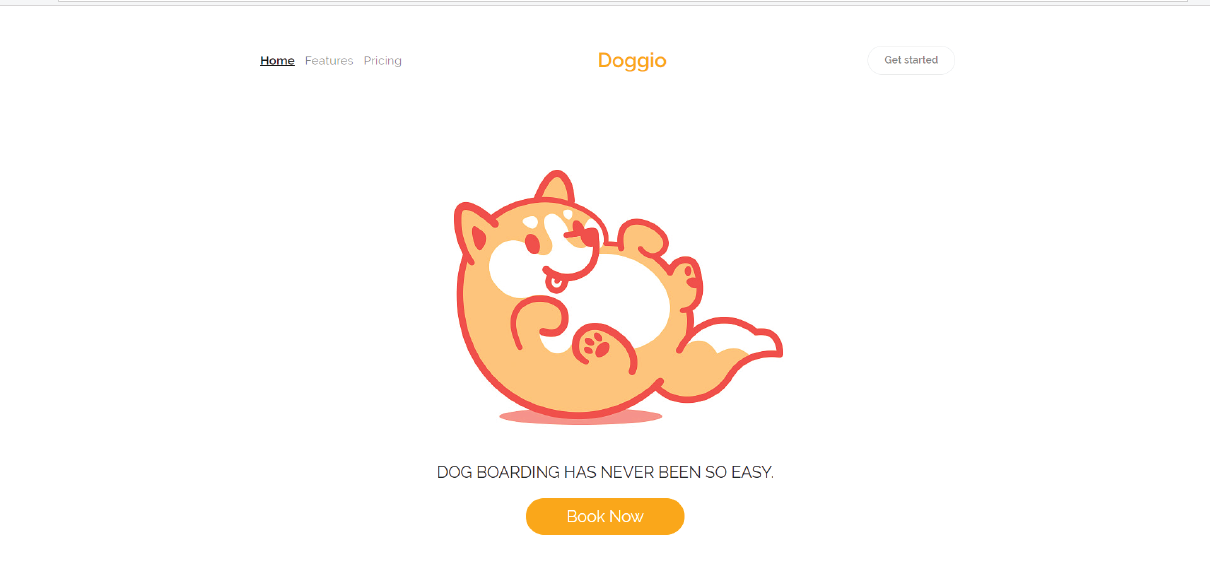 Home Features Pricing Doggio Get started
DOG BOARDING HAS NEVER BEEN SO EASY.
Book Now